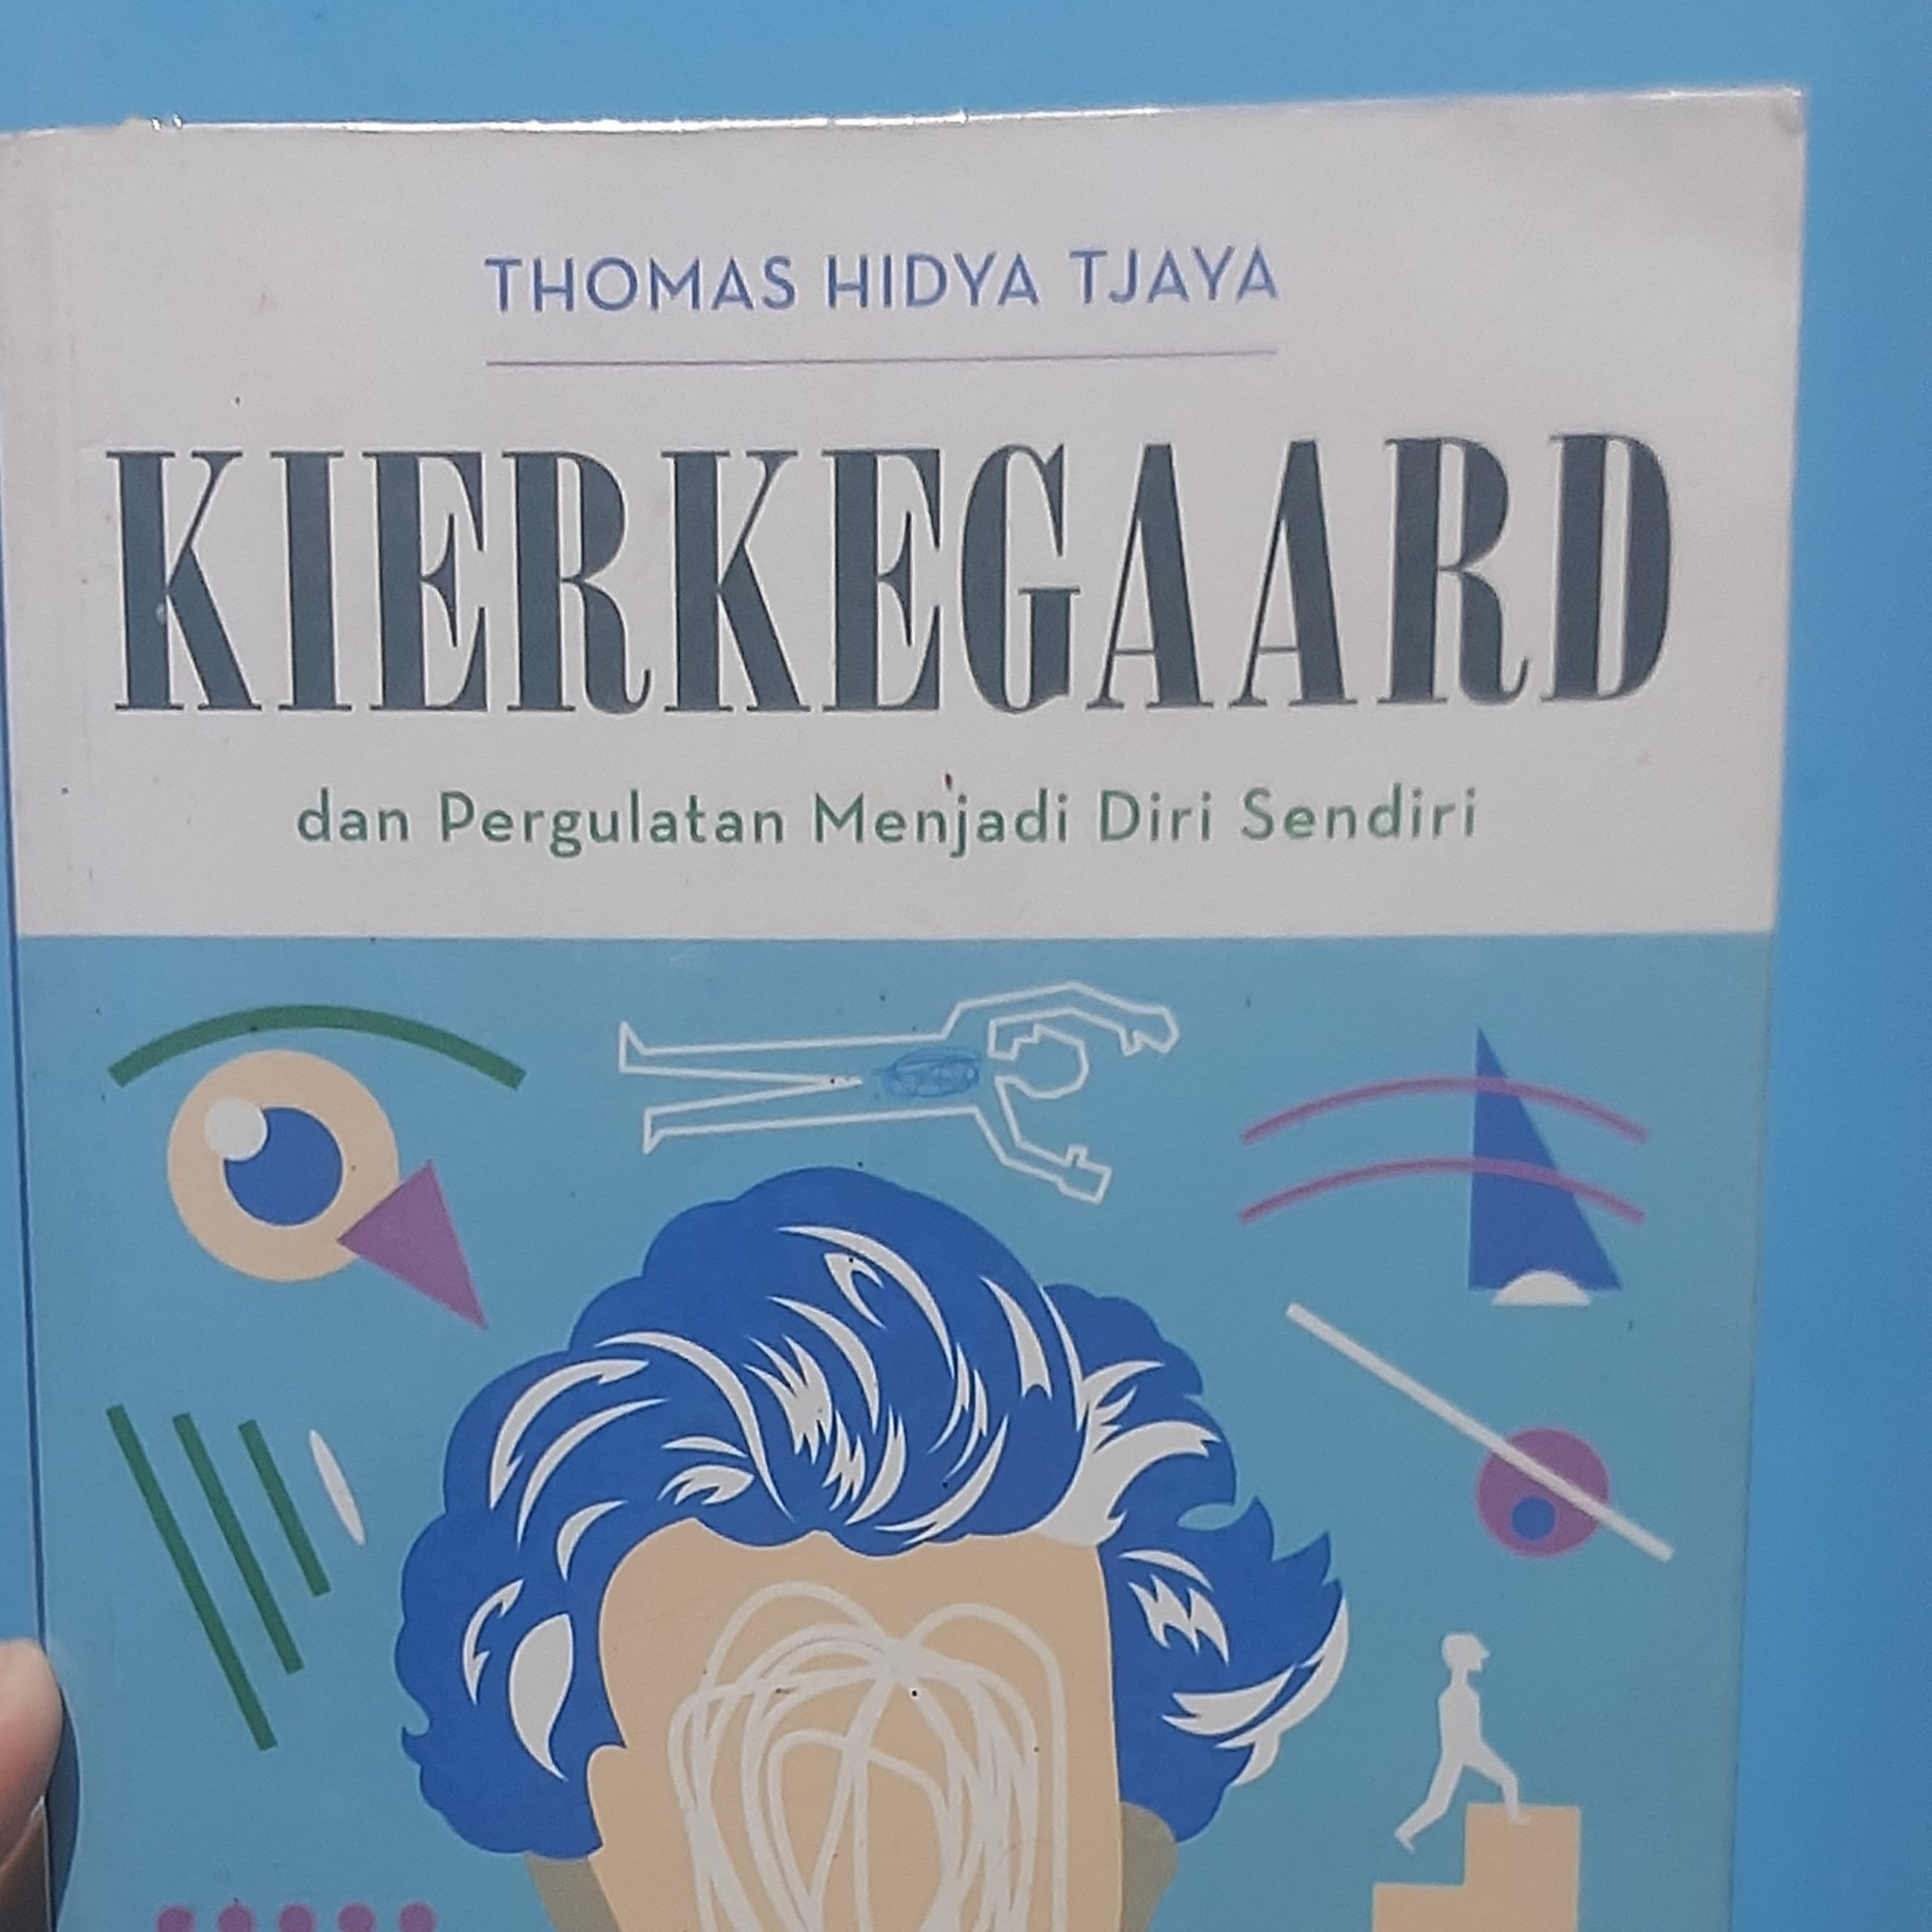 THOMAS HIDYA TJAYA
KIERKEGAARD
dan Pergulatan Menjadi Diri Sendiri